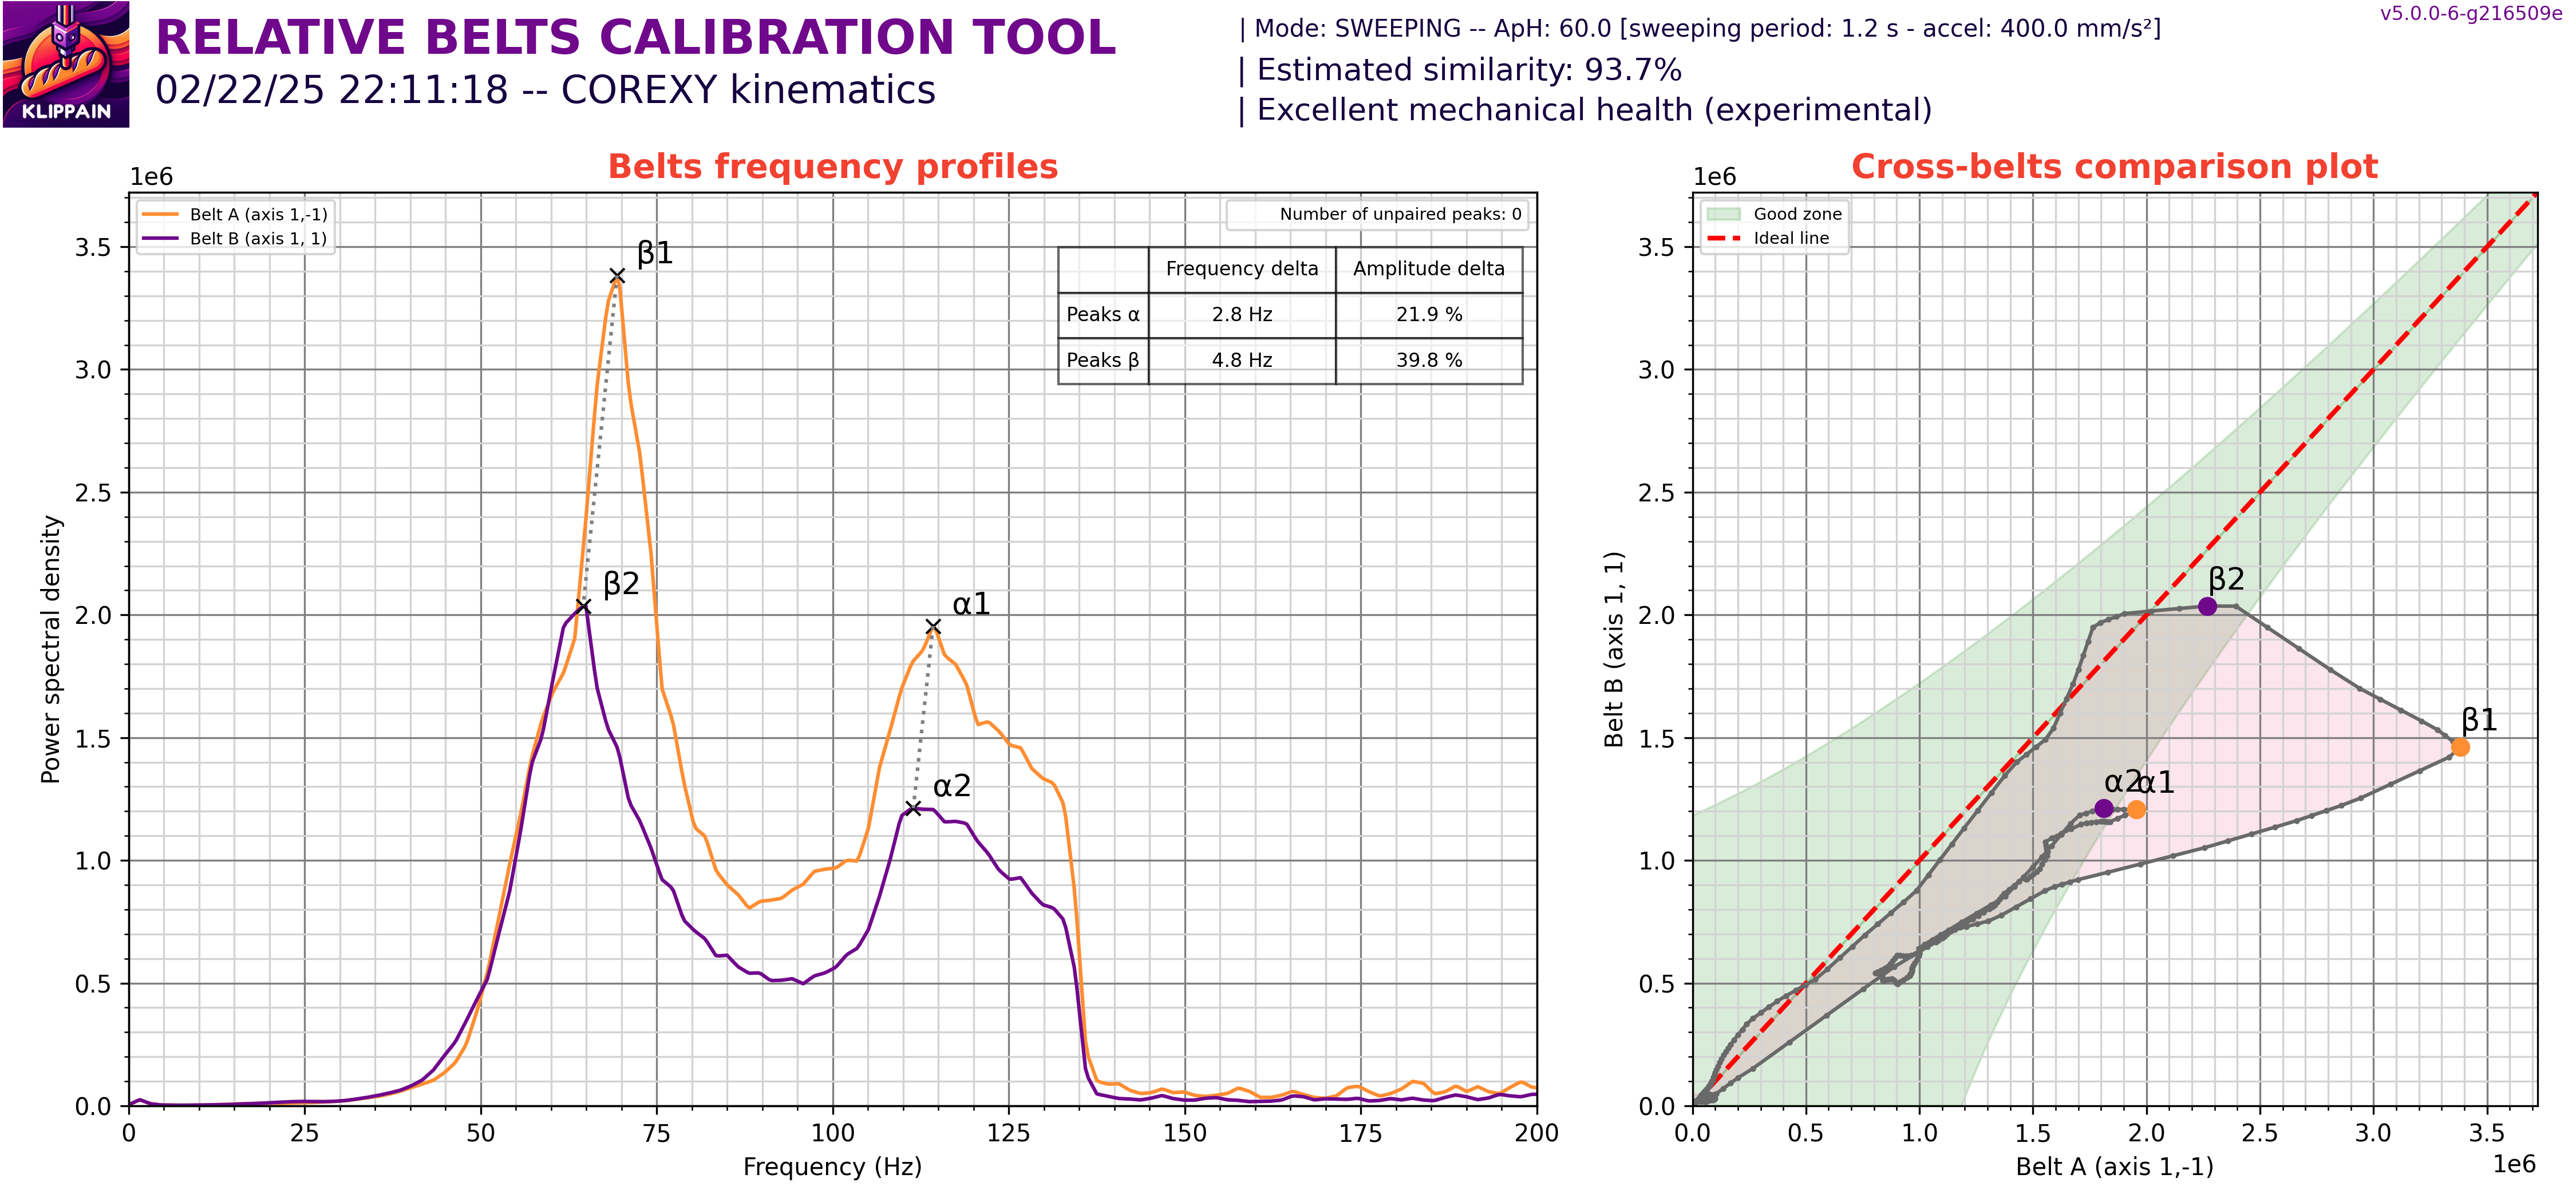 KLIPPAIN
RELATIVE BELTS CALIBRATION TOOL
02/22/25 22:11:18 -- COREXY kinematics
| Mode: SWEEPING -- ApH: 60.0 [sweeping period: 1.2 s - accel: 400.0 mm/s²]
| Estimated similarity: 93.7%
| Excellent mechanical health (experimental)
v5.0.0-6-g216509e
Belts frequency profiles
1e6
Belt A (axis 1,-1)
Belt B (axis 1, 1)
Number of unpaired peaks: 0
Frequency delta Amplitude delta
Peaks α 2.8 Hz 21.9 %
Peaks β 4.8 Hz 39.8 %
β1
β2
α1
α2
3.5
3.0
2.5
2.0
1.5
1.0
0.5
0.0
Power spectral density
0 25 50 75 100 125 150 175 200
Frequency (Hz)
Cross-belts comparison plot
1e6
Good zone
Ideal line
β2
β1
α2
α1
3.5
3.0
2.5
2.0
1.5
1.0
0.5
0.0
Belt B (axis 1, 1)
0.0 0.5 1.0 1.5 2.0 2.5 3.0 3.5
Belt A (axis 1,-1)
1e6